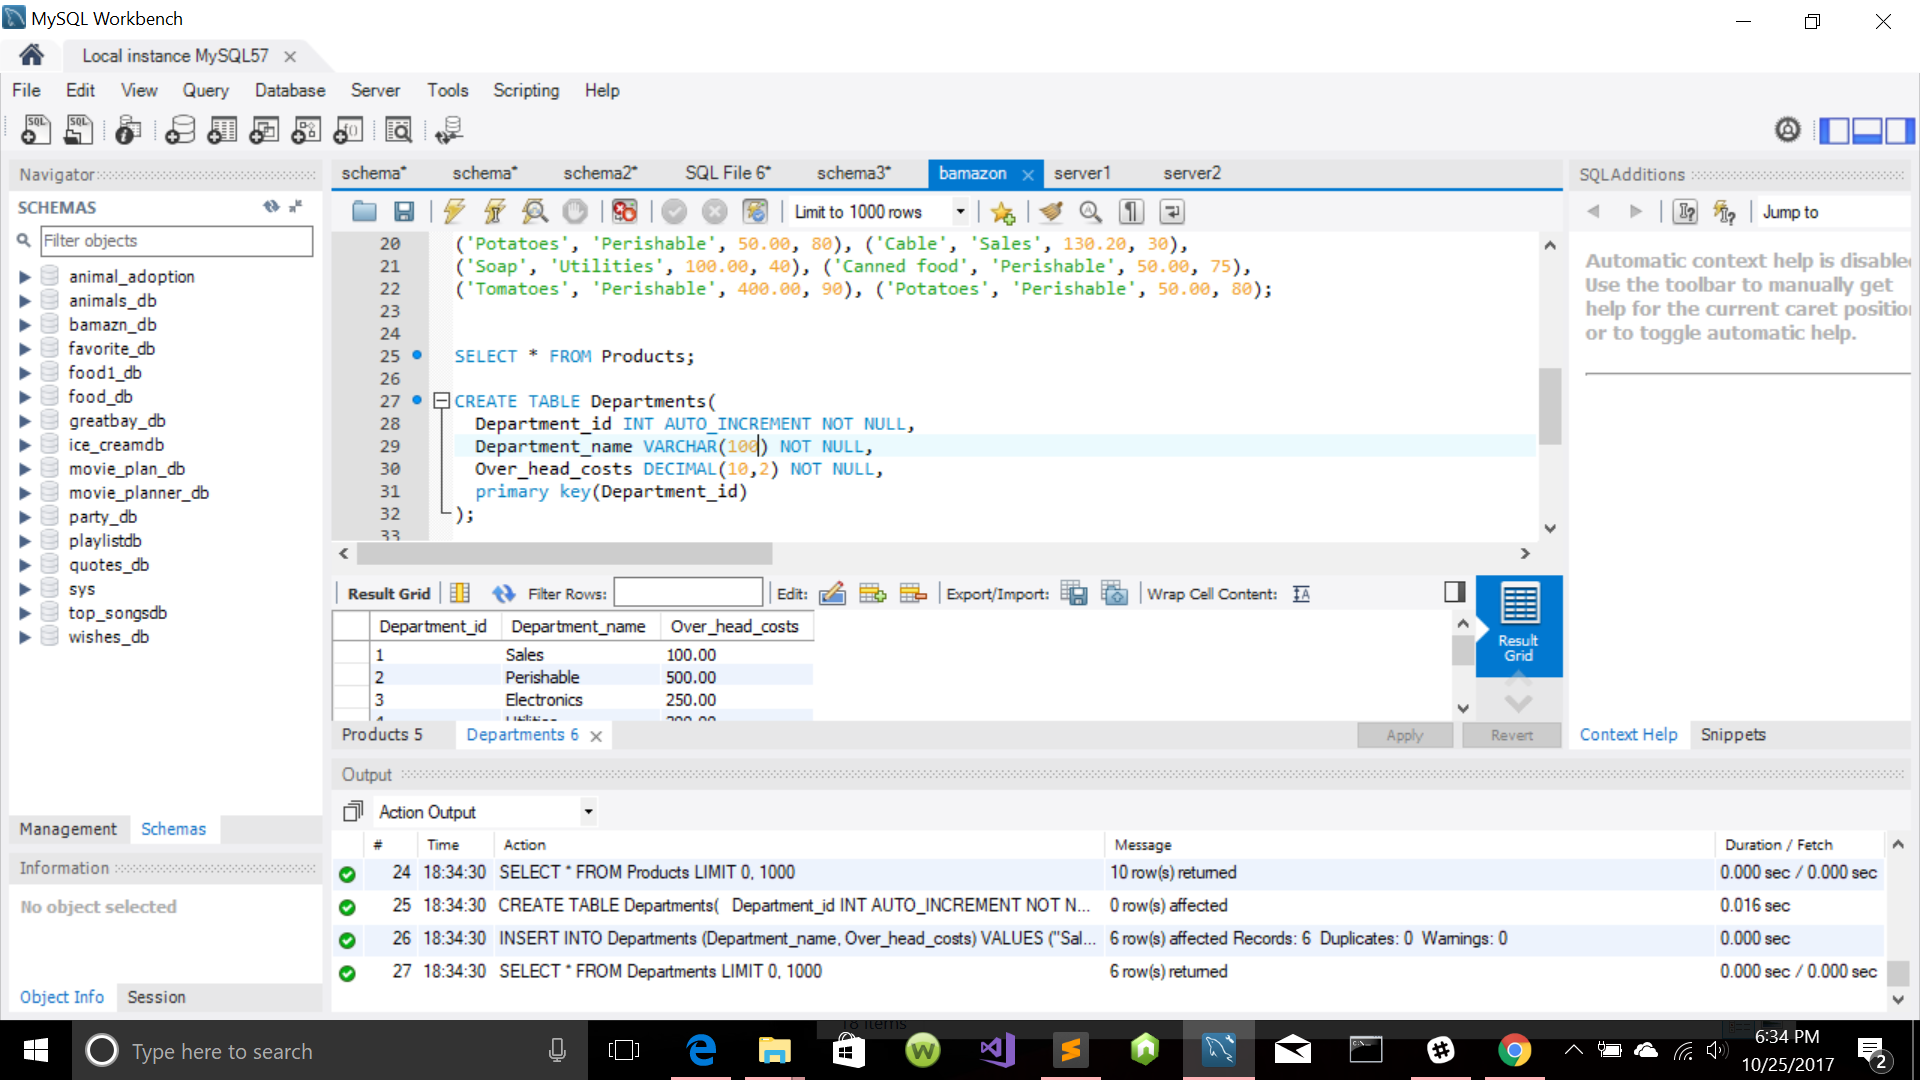 MySQL Workbench
Local instance MySQL57
File Edit View Query Database Server Tools Scripting Help
Navigator
SCHEMAS
Filter objects
animal_adoption
animals_db
bamazn_db
favorite_db
food1_db
food_db
greatbay_db
ice_creamdb
movie_plan_db
movie_planner_db
party_db
playlistdb
quotes_db
sys
top_songsdb
wishes_db
Management Schemas
Information
No object selected
Object Info Session
schema* schema* schema2* SQL File 6* schema3* bamazon server1 server2
Limit to 1000 rows
20 ('Potatoes', 'Perishable', 50.00, 80), ('Cable', 'Sales', 130.20, 30),
21 ('Soap', 'Utilities', 100.00, 40), ('Canned food', 'Perishable', 50.00, 75),
22 ('Tomatoes', 'Perishable', 400.00, 90), ('Potatoes', 'Perishable', 50.00, 80);
23
24
25 SELECT * FROM Products;
26
27 CREATE TABLE Departments(
28 Department_id INT AUTO_INCREMENT NOT NULL,
29 Department_name VARCHAR(100) NOT NULL,
30 Over_head_costs DECIMAL(10,2) NOT NULL,
31 primary key(Department_id)
32 );
33
Result Grid Filter Rows: Edit: Export/Import: Wrap Cell Content:
Department_id Department_name Over_head_costs
1 Sales 100.00
2 Perishable 500.00
3 Electronics 250.00
Result
Grid
Products 5 Departments 6 Apply Revert
SQLAdditions
Jump to
Automatic context help is disable
Use the toolbar to manually get
help for the current caret positio
or to toggle automatic help.
Context Help Snippets
Output
Action Output
# Time Action Message Duration / Fetch
24 18:34:30 SELECT * FROM Products LIMIT 0, 1000 10 row(s) returned 0.000 sec / 0.000 sec
25 18:34:30 CREATE TABLE Departments( Department_id INT AUTO_INCREMENT NOT N... 0 row(s) affected 0.016 sec
26 18:34:30 INSERT INTO Departments (Department_name, Over_head_costs) VALUES ("Sal... 6 row(s) affected Records: 6 Duplicates: 0 Warnings: 0 0.000 sec
27 18:34:30 SELECT * FROM Departments LIMIT 0, 1000 6 row(s) returned 0.000 sec / 0.000 sec
Type here to search
6:34 PM
10/25/2017
2